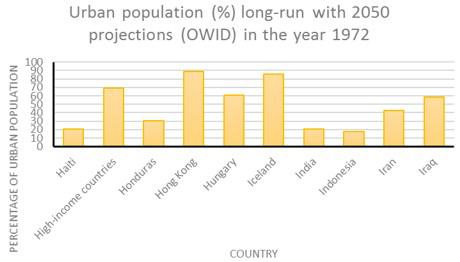 Urban population (%) long-run with 2050
projections (OWID) in the year 1972
PERCENTAGE OF URBAN POPULATION
100
90
80
70
60
50
40
30
20
10
0
Haiti
High-income countries
Honduras
Hong Kong
Hungary
Iceland
India
Indonesia
Iran
Iraq
COUNTRY